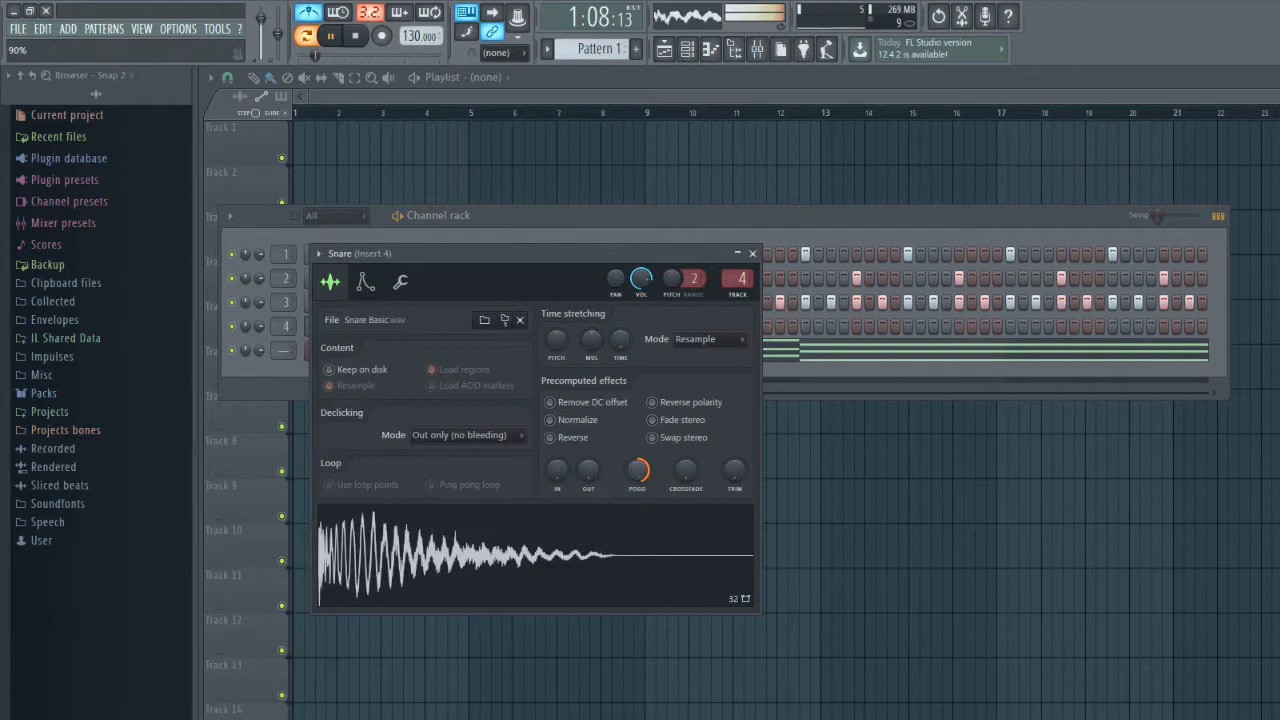 FILE EDIT ADD PATTERNS VIEW OPTIONS TOOLS ?
90%
3.2
130.000
1:08:13
B:S:T
5
269 MB
9
(none)
Pattern 1
Today FL Studio version
12.4.2 is available!
Browser - Snap 2
Playlist - (none)
STEP SLIDE
1 2 3 4 5 6 7 8 9 10 11 12 13 14 15 16 17 18 19 20 21 22 23
Current project
Recent files
Plugin database
Plugin presets
Channel presets
Mixer presets
Scores
Backup
Clipboard files
Collected
Envelopes
IL Shared Data
Impulses
Misc
Packs
Projects
Projects bones
Recorded
Rendered
Sliced beats
Soundfonts
Speech
User
Track 1
Track 2
Track 8
Track 9
Track 10
Track 11
Track 12
Track 13
Track 14
All
Channel rack
Swing
1
2
3
4
---
Snare (Insert 4)
2
4
PAN VOL PITCH RANGE TRACK
File Snare Basic.wav
Content
Keep on disk
Load regions
Resample
Load ACID markers
Declicking
Mode Out only (no bleeding)
Loop
Use loop points
Ping pong loop
Time stretching
PITCH MUL TIME
Mode Resample
Precomputed effects
Remove DC offset
Reverse polarity
Normalize
Fade stereo
Reverse
Swap stereo
IN OUT POGO CROSSFADE TRIM
32